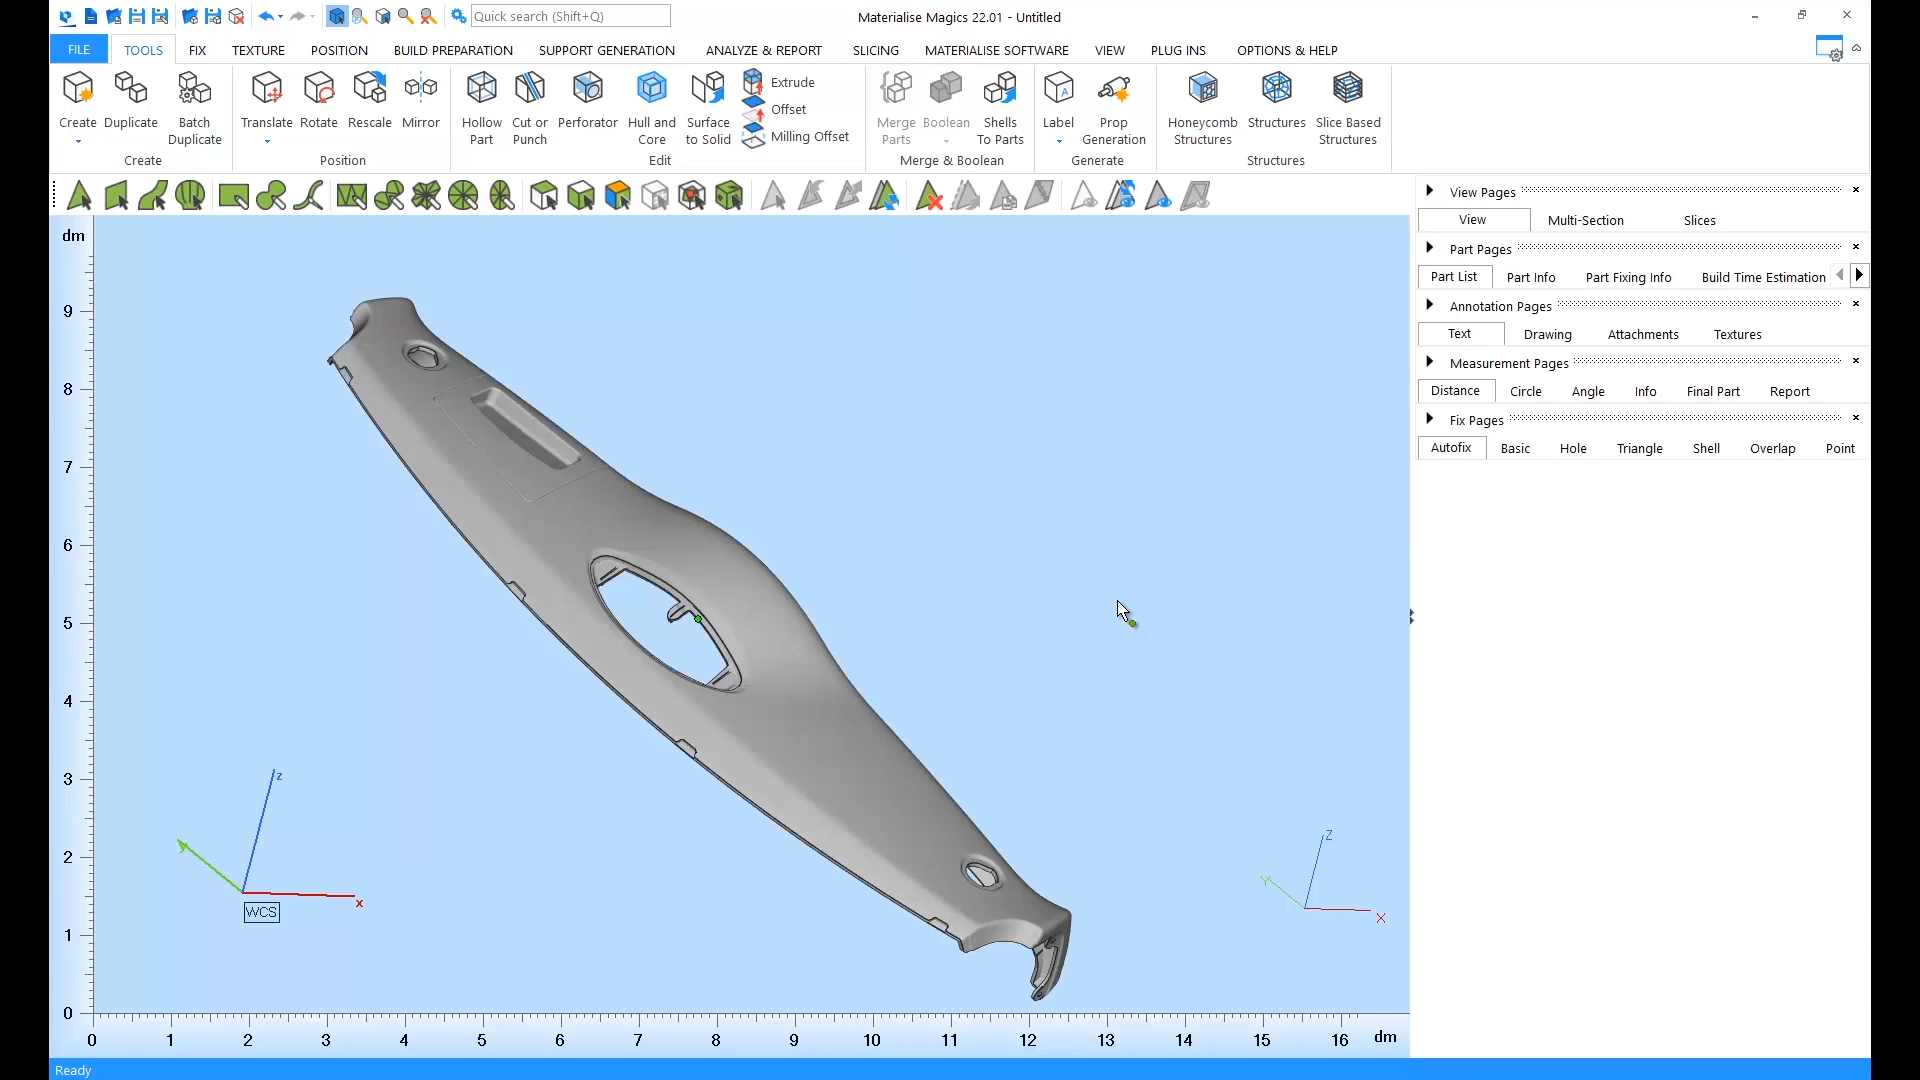 Quick search (Shift+Q)
Materialise Magics 22.01 - Untitled
FILE TOOLS FIX TEXTURE POSITION BUILD PREPARATION SUPPORT GENERATION ANALYZE & REPORT SLICING MATERIALISE SOFTWARE VIEW PLUG INS OPTIONS & HELP
Create Duplicate Batch Duplicate
Create
Translate Rotate Rescale Mirror
Position
Hollow Part Cut or Punch Perforator Hull and Core Surface to Solid Extrude Offset Milling Offset
Edit
Merge Parts Boolean Shells To Parts
Merge & Boolean
Label Prop Generation
Generate
Honeycomb Structures Structures Slice Based Structures
Structures
View Pages
View Multi-Section Slices
Part Pages
Part List Part Info Part Fixing Info Build Time Estimation
Annotation Pages
Text Drawing Attachments Textures
Measurement Pages
Distance Circle Angle Info Final Part Report
Fix Pages
Autofix Basic Hole Triangle Shell Overlap Point
dm
9
8
7
6
5
4
3
2
1
0
z
y
x
WCS
Z
Y
X
0 1 2 3 4 5 6 7 8 9 10 11 12 13 14 15 16 dm
Ready